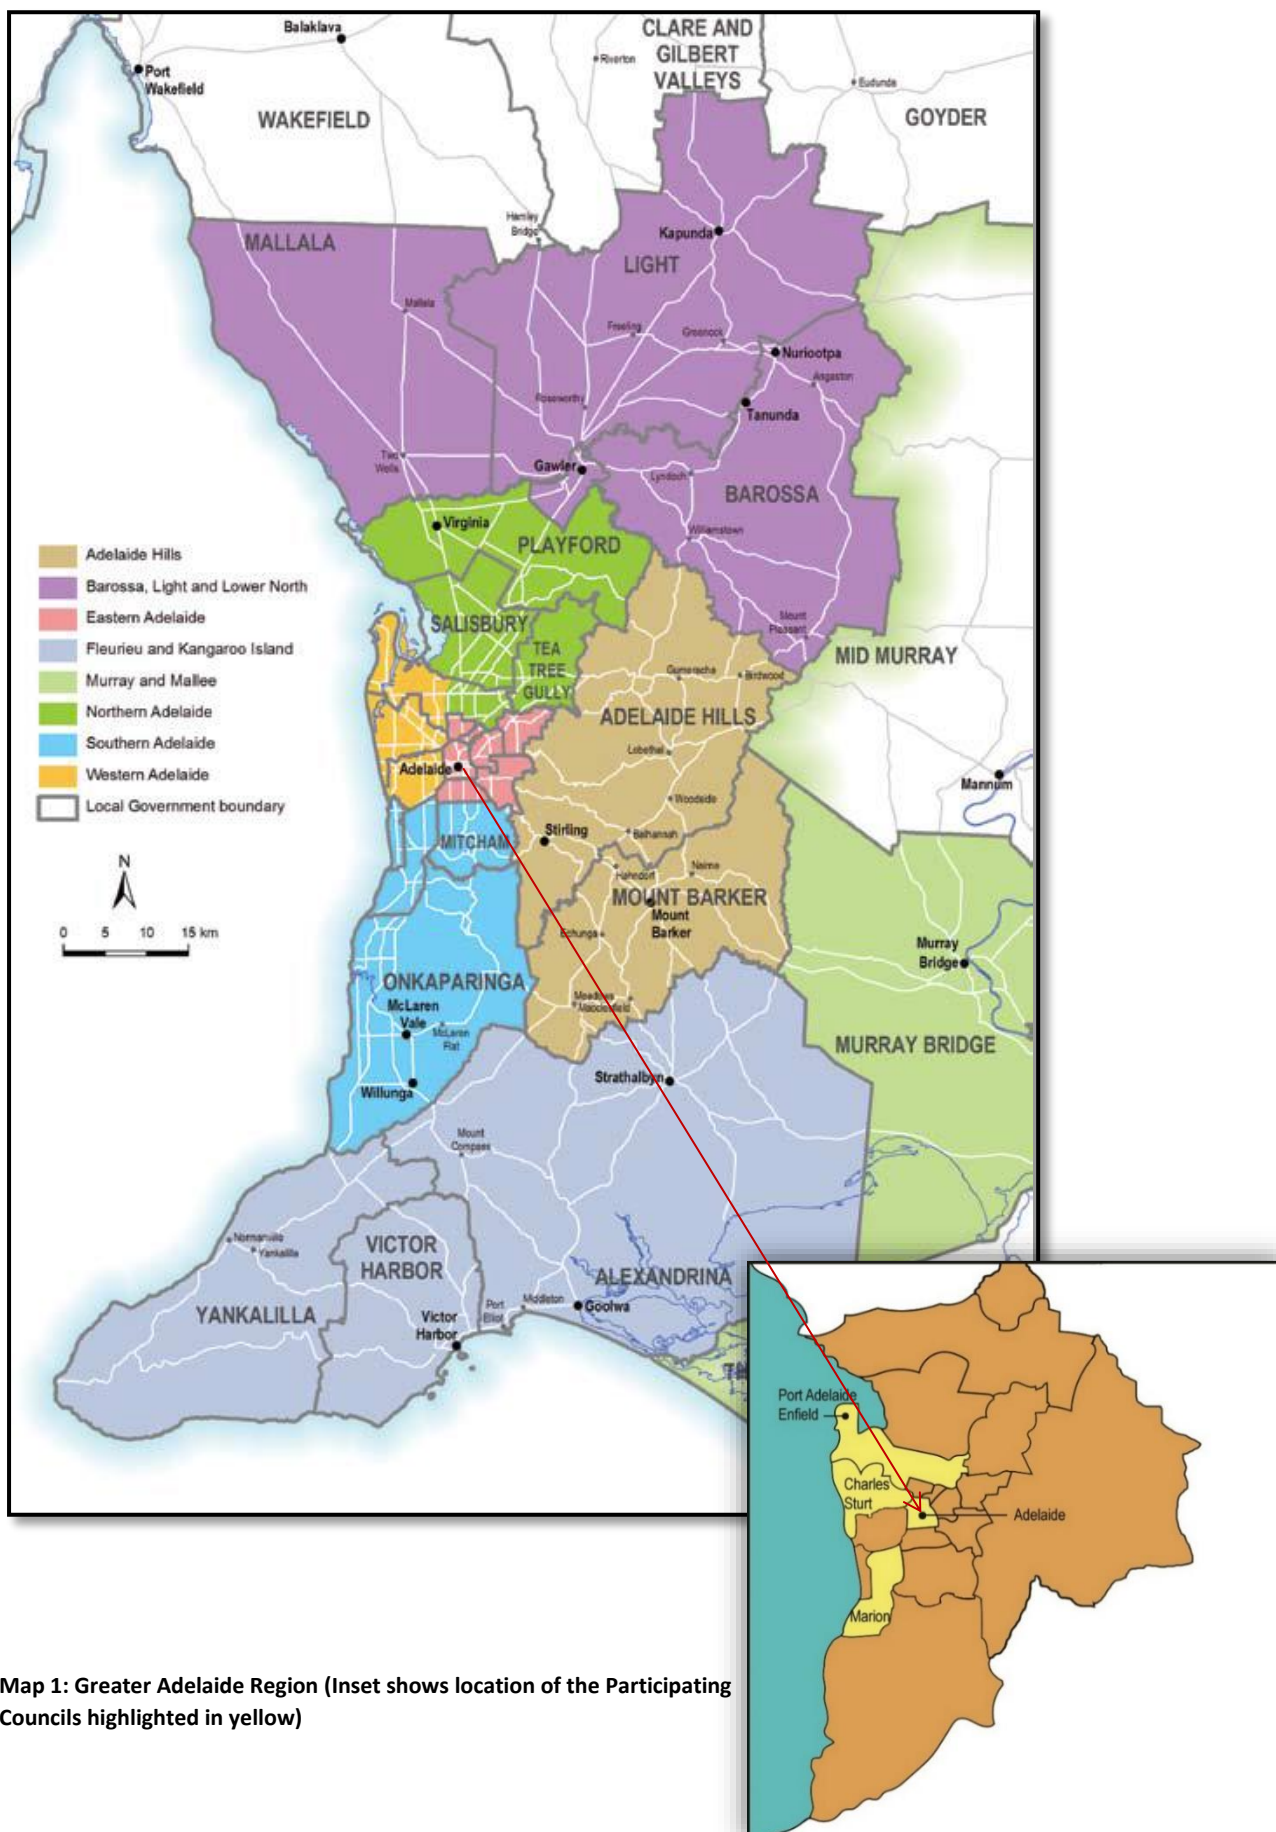 Balaklava
CLARE AND
GILBERT
VALLEYS
Port
Wakefield
Riverton
Eudunda
WAKEFIELD
GOYDER
Hamley
Bridge
Kapunda
MALLALA
LIGHT
Mallala
Freeling
Greenock
Nuriootpa
Angaston
Roseworthy
Tanunda
Two
Wells
Gawler
Lyndoch
BAROSSA
Virginia
Williamstown
PLAYFORD
Adelaide Hills
Barossa, Light and Lower North
Eastern Adelaide
Fleurieu and Kangaroo Island
Murray and Mallee
Northern Adelaide
Southern Adelaide
Western Adelaide
Local Government boundary
SALISBURY
TEA
TREE
GULLY
Mount
Pleasant
MID MURRAY
Gumeracha
Birdwood
ADELAIDE HILLS
Lobethal
Adelaide
Mannum
Woodside
Stirling
Balhannah
MITCHAM
Hahndorf
Nairne
MOUNT BARKER
Mount
Barker
Echunga
N
0 5 10 15 km
Murray
Bridge
ONKAPARINGA
Meadows
Macclesfield
McLaren
Vale
McLaren
Flat
MURRAY BRIDGE
Strathalbyn
Willunga
Mount
Compass
Normanville
Yankalilla
VICTOR
HARBOR
ALEXANDRINA
YANKALILLA
Victor
Harbor
Port
Elliot
Middleton
Goolwa
Port Adelaide
Enfield
Charles
Sturt
Adelaide
Marion
Map 1: Greater Adelaide Region (Inset shows location of the Participating
Councils highlighted in yellow)